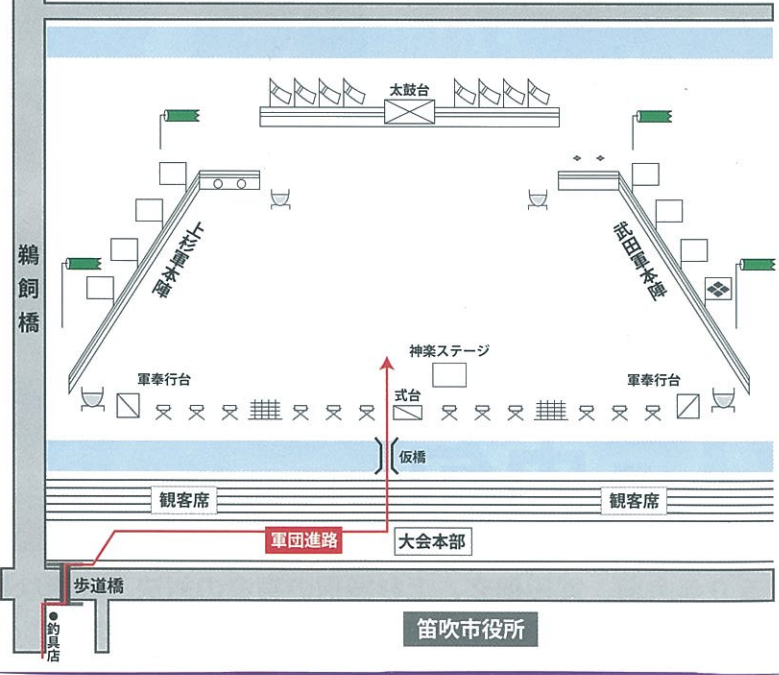 太鼓台
上杉軍本陣
武田軍本陣
鵜飼橋
神楽ステージ
軍奉行台
式台
軍奉行台
仮橋
観客席
観客席
軍団進路
大会本部
歩道橋
●釣具店
笛吹市役所